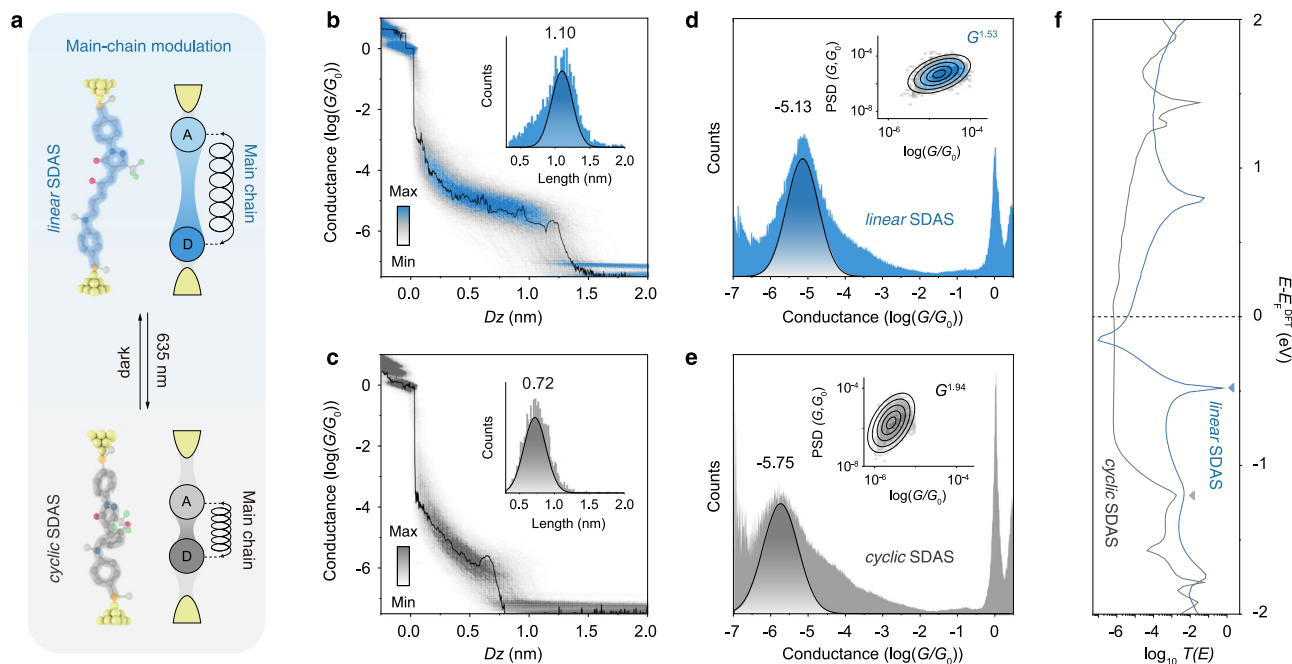 a
Main-chain modulation
linear SDAS
A
D
Main chain
dark
635 nm
cyclic SDAS
A
D
Main chain
b
Conductance (log(G/G0))
0
-2
-4
-6
0.0 0.5 1.0 1.5 2.0
Dz (nm)
Max
Min
1.10
Counts
0.5 1.0 1.5 2.0
Length (nm)
c
Conductance (log(G/G0))
0
-2
-4
-6
0.0 0.5 1.0 1.5 2.0
Dz (nm)
Max
Min
0.72
Counts
0.5 1.0 1.5 2.0
Length (nm)
d
Counts
-5.13
linear SDAS
-7 -6 -5 -4 -3 -2 -1 0
Conductance (log(G/G0))
G^1.53
PSD (G,G0)
10^-4
10^-8
10^-6 10^-4
log(G/G0)
e
Counts
-5.75
cyclic SDAS
-7 -6 -5 -4 -3 -2 -1 0
Conductance (log(G/G0))
G^1.94
PSD (G,G0)
10^-4
10^-8
10^-6 10^-4
log(G/G0)
f
2
1
0
-1
-2
E-E_F^DFT (eV)
linear SDAS
cyclic SDAS
10^-6 10^-4 10^-2 10^0
log10 T(E)